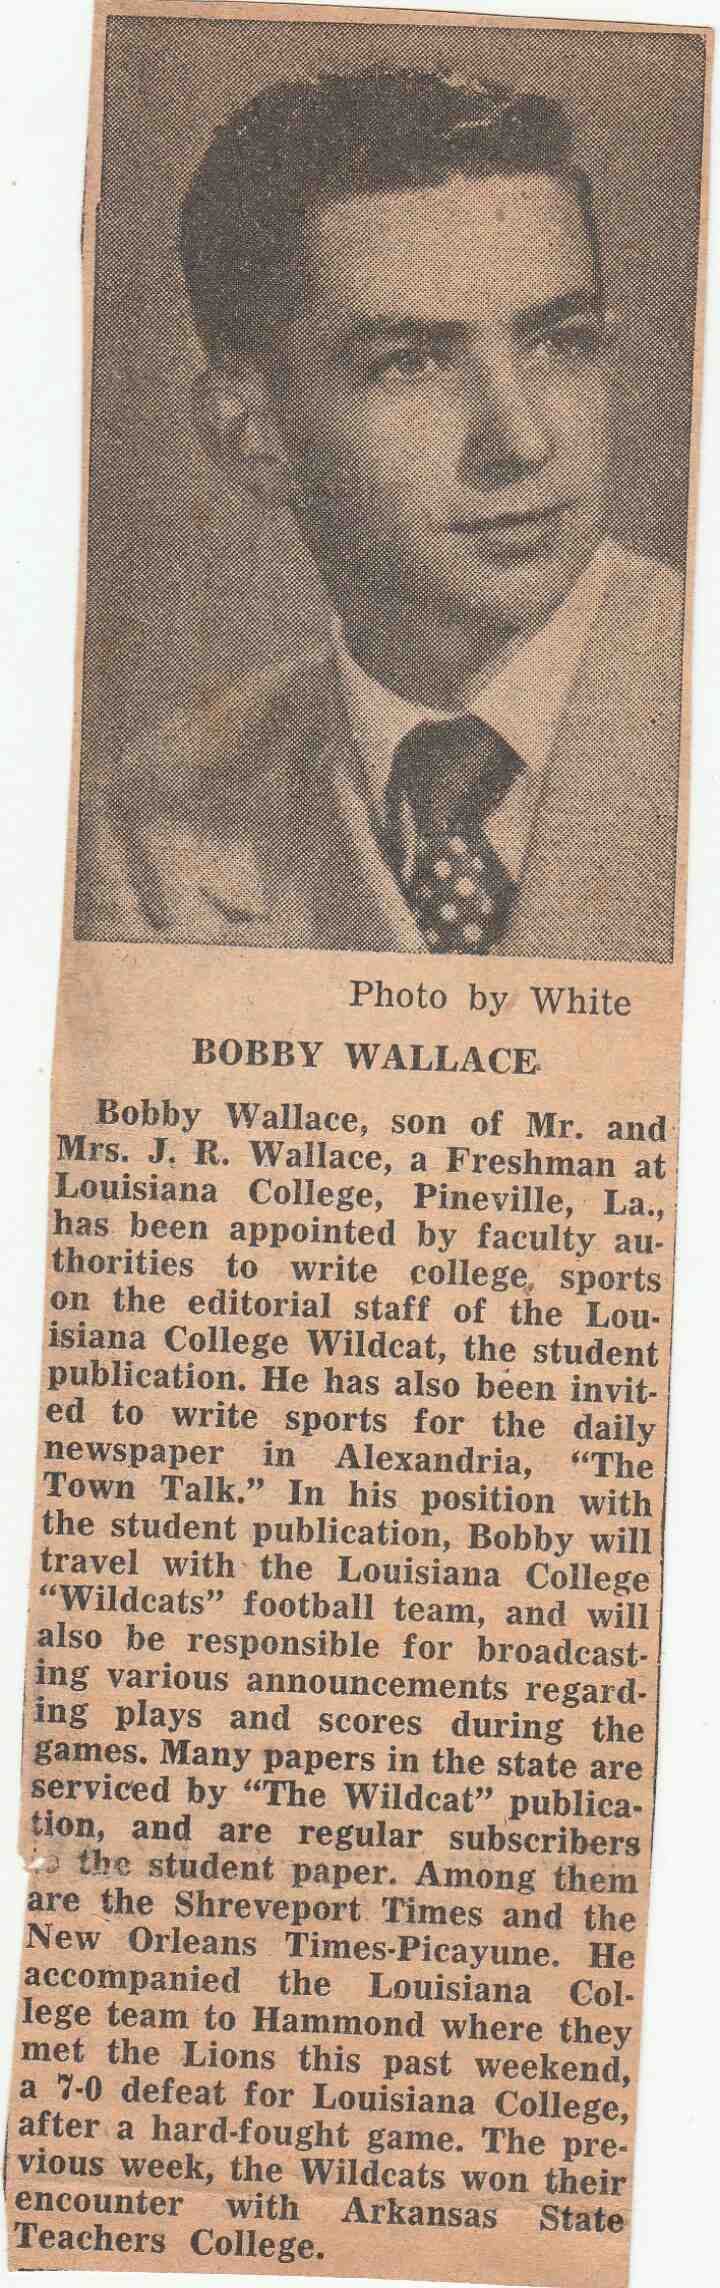 Photo by White
BOBBY WALLACE
Bobby Wallace, son of Mr. and
Mrs. J. R. Wallace, a Freshman at
Louisiana College, Pineville, La.,
has been appointed by faculty au-
thorities to write college sports
on the editorial staff of the Lou-
isiana College Wildcat, the student
publication. He has also been invit-
ed to write sports for the daily
newspaper in Alexandria, “The
Town Talk.” In his position with
the student publication, Bobby will
travel with the Louisiana College
“Wildcats” football team, and will
also be responsible for broadcast-
ing various announcements regard-
ing plays and scores during the
games. Many papers in the state are
serviced by “The Wildcat” publica-
tion, and are regular subscribers
the student paper. Among them
are the Shreveport Times and the
New Orleans Times-Picayune. He
accompanied the Louisiana Col-
lege team to Hammond where they
met the Lions this past weekend,
a 7-0 defeat for Louisiana College,
after a hard-fought game. The pre-
vious week, the Wildcats won their
encounter with Arkansas State
Teachers College.